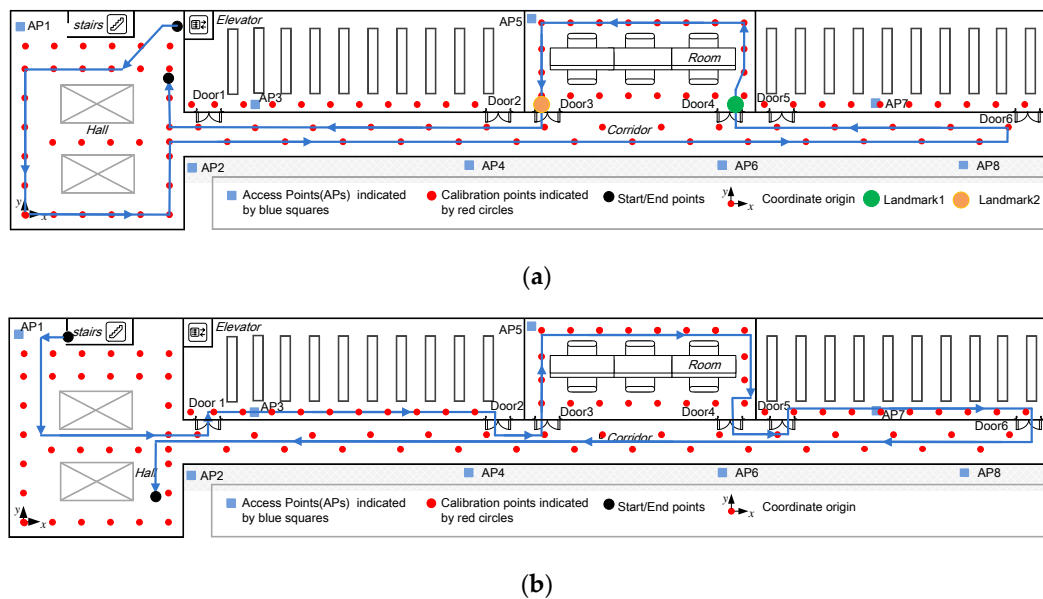 AP1
stairs
Elevator
AP5
Room
Door1
AP3
Door2
Door3
Door4
Door5
AP7
Door6
Hall
Corridor
AP2
AP4
AP6
AP8
y
x
Access Points(APs) indicated
by blue squares
Calibration points indicated
by red circles
Start/End points
y
x
Coordinate origin
Landmark1
Landmark2
(a)
AP1
stairs
Elevator
AP5
Room
Door 1
AP3
Door2
Door3
Door4
Door5
AP7
Door6
Corridor
Hall
AP2
AP4
AP6
AP8
y
x
Access Points(APs) indicated
by blue squares
Calibration points indicated
by red circles
Start/End points
y
x
Coordinate origin
(b)